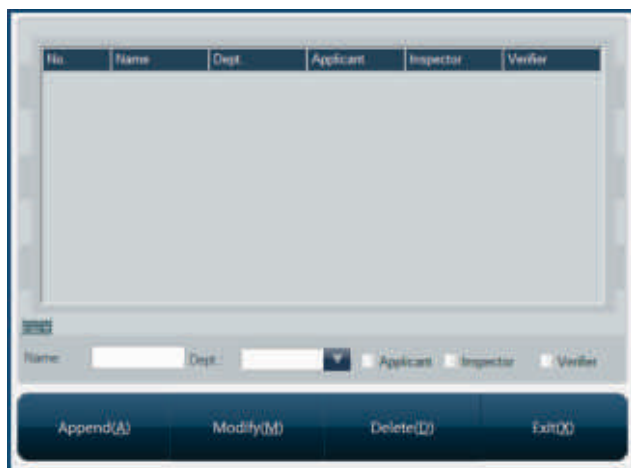 No. Name Dept. Applicant Inspector Verifier
Name: Dept.: Applicant Inspector Verifier
Append(A) Modify(M) Delete(D) Exit(X)